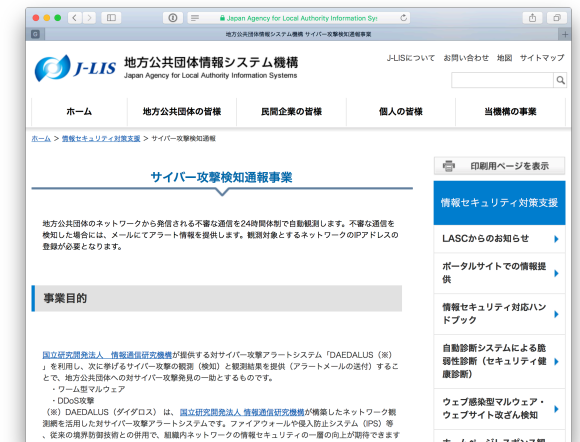 Japan Agency for Local Authority Information Sys
地方公共団体情報システム機構 サイバー攻撃検知通報事業
J-LIS 地方公共団体情報システム機構
Japan Agency for Local Authority Information Systems
J-LISについて お問い合わせ 地図 サイトマップ
ホーム 地方公共団体の皆様 民間企業の皆様 個人の皆様 当機構の事業
ホーム > 情報セキュリティ対策支援 > サイバー攻撃検知通報
サイバー攻撃検知通報事業
地方公共団体のネットワークから発信される不審な通信を24時間体制で自動観測します。不審な通信を
検知した場合には、メールにてアラート情報を提供します。観測対象とするネットワークのIPアドレスの
登録が必要となります。
事業目的
国立研究開発法人 情報通信研究機構が提供する対サイバー攻撃アラートシステム「DAEDALUS（※）
」を利用し、次に挙げるサイバー攻撃の観測（検知）と観測結果を提供（アラートメールの送付）するこ
とで、地方公共団体への対サイバー攻撃発見の一助とするものです。
・ワーム型マルウェア
・DDoS攻撃
（※）DAEDALUS（ダイダロス） は、 国立研究開発法人 情報通信研究機構が構築したネットワーク観
測網を活用した対サイバー攻撃アラートシステムです。ファイアウォールや侵入防止システム（IPS）等
、従来の境界防御技術との併用で、組織内ネットワークの情報セキュリティの一層の向上が期待できます
印刷用ページを表示
情報セキュリティ対策支援
LASCからのお知らせ
ポータルサイトでの情報提
供
情報セキュリティ対応ハン
ドブック
自動診断システムによる脆
弱性診断（セキュリティ健
康診断）
ウェブ感染型マルウェア・
ウェブサイト改ざん検知